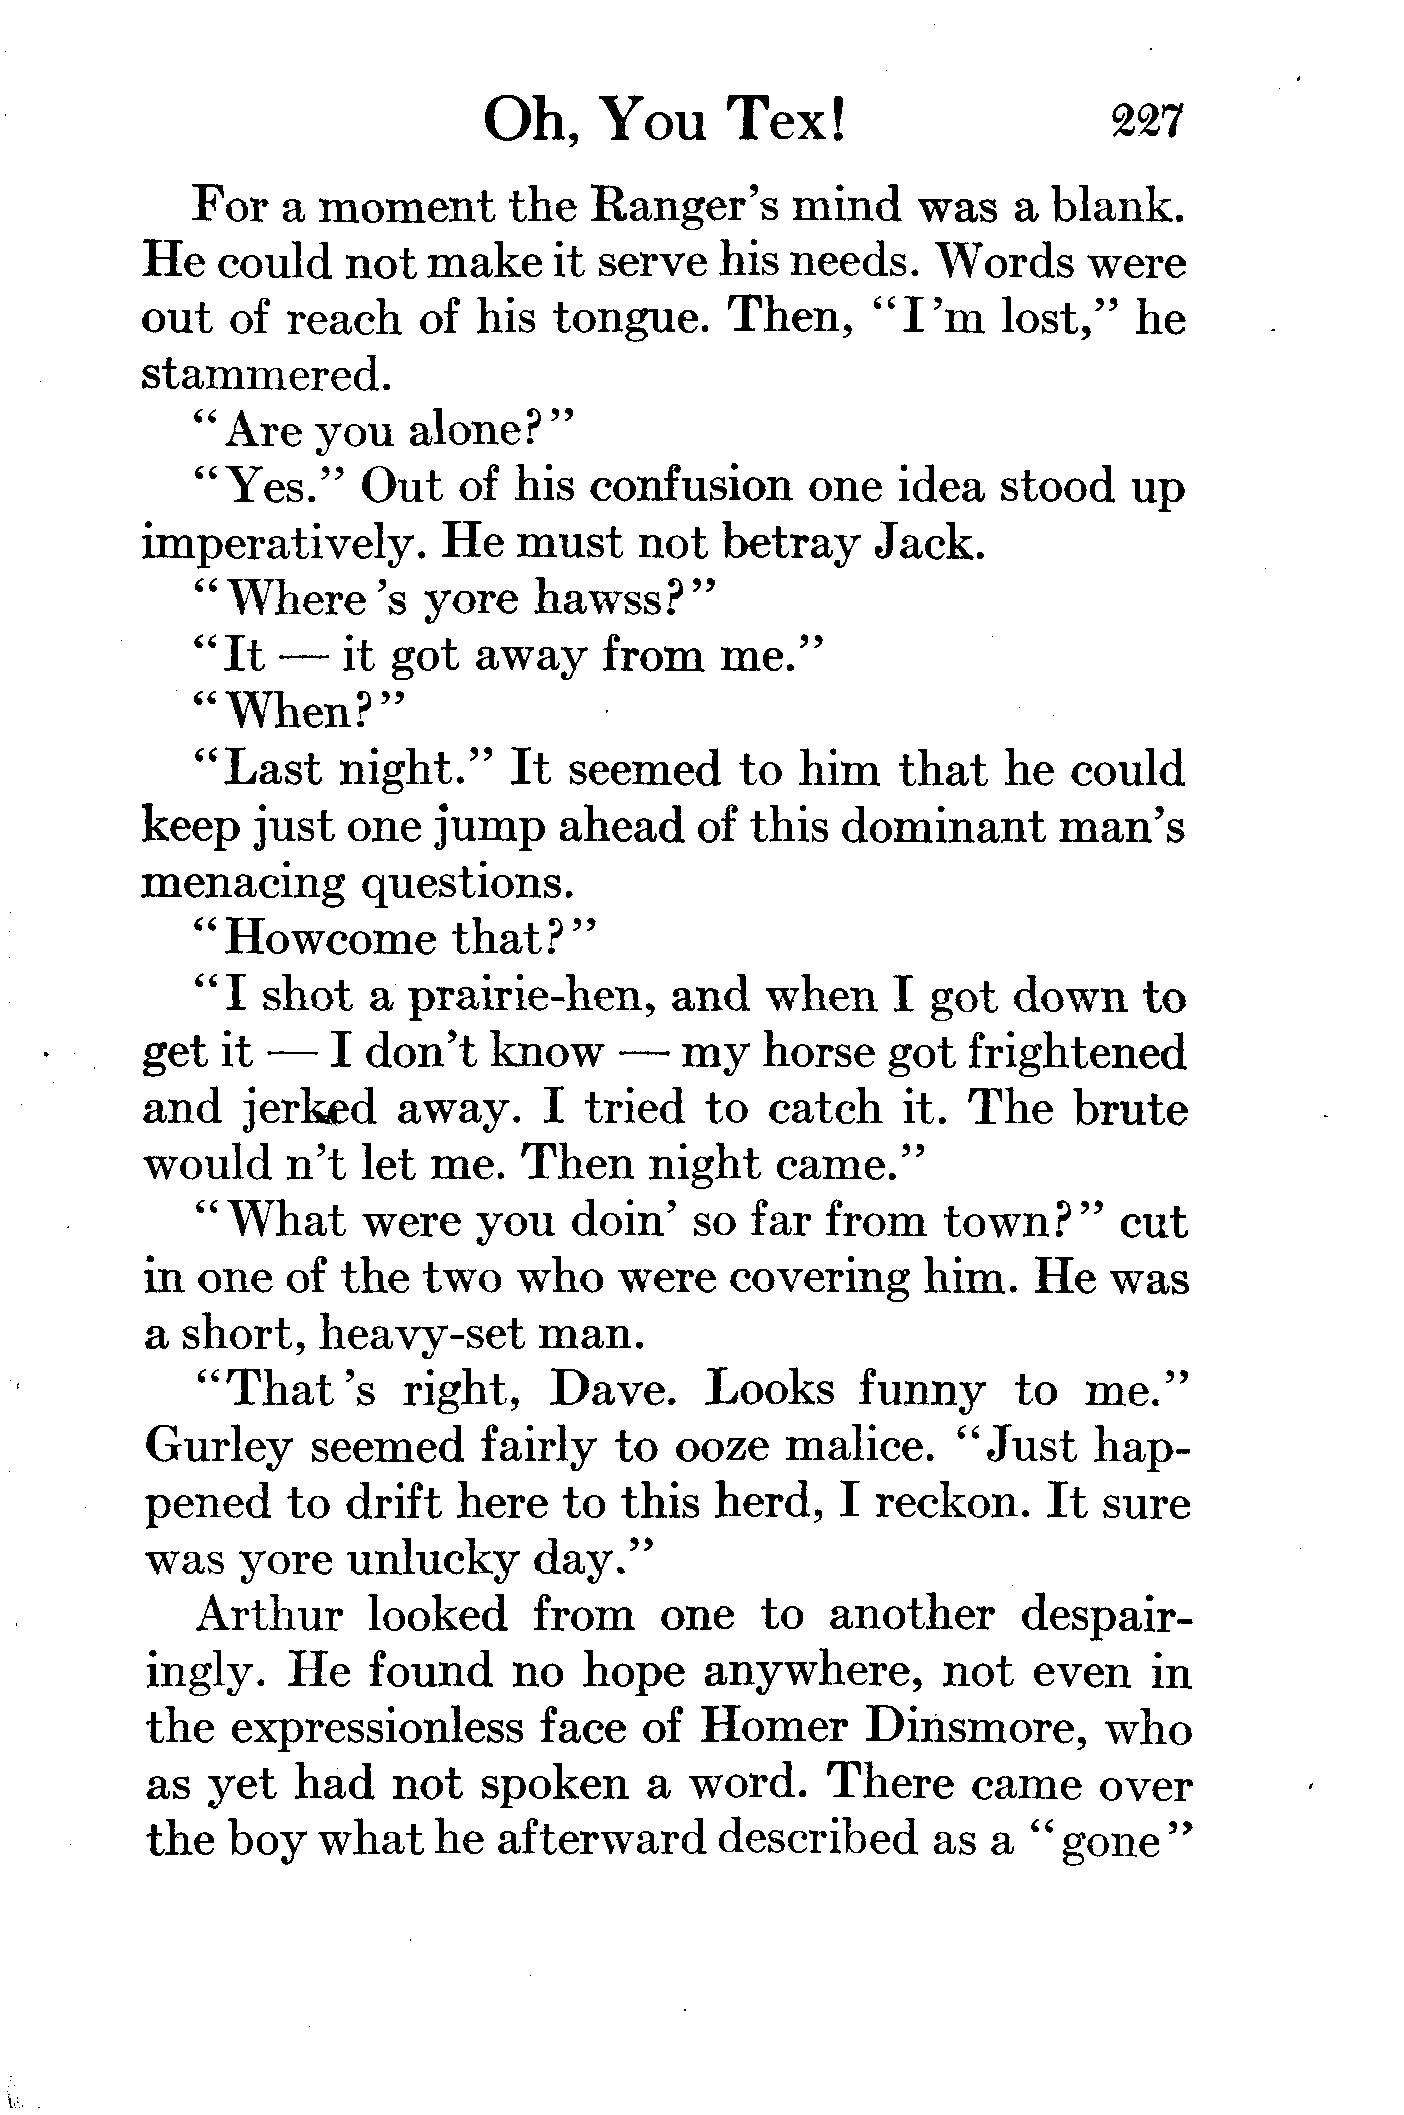 Oh, You Tex! 227
For a moment the Ranger's mind was a blank.
He could not make it serve his needs. Words were
out of reach of his tongue. Then, "I'm lost," he
stammered.
"Are you alone?"
"Yes." Out of his confusion one idea stood up
imperatively. He must not betray Jack.
"Where's yore hawss?"
"It — it got away from me."
"When?"
"Last night." It seemed to him that he could
keep just one jump ahead of this dominant man's
menacing questions.
"Howcome that?"
"I shot a prairie-hen, and when I got down to
get it — I don't know — my horse got frightened
and jerked away. I tried to catch it. The brute
would n't let me. Then night came."
"What were you doin' so far from town?" cut
in one of the two who were covering him. He was
a short, heavy-set man.
"That's right, Dave. Looks funny to me."
Gurley seemed fairly to ooze malice. "Just hap-
pened to drift here to this herd, I reckon. It sure
was yore unlucky day."
Arthur looked from one to another despair-
ingly. He found no hope anywhere, not even in
the expressionless face of Homer Dinsmore, who
as yet had not spoken a word. There came over
the boy what he afterward described as a "gone"